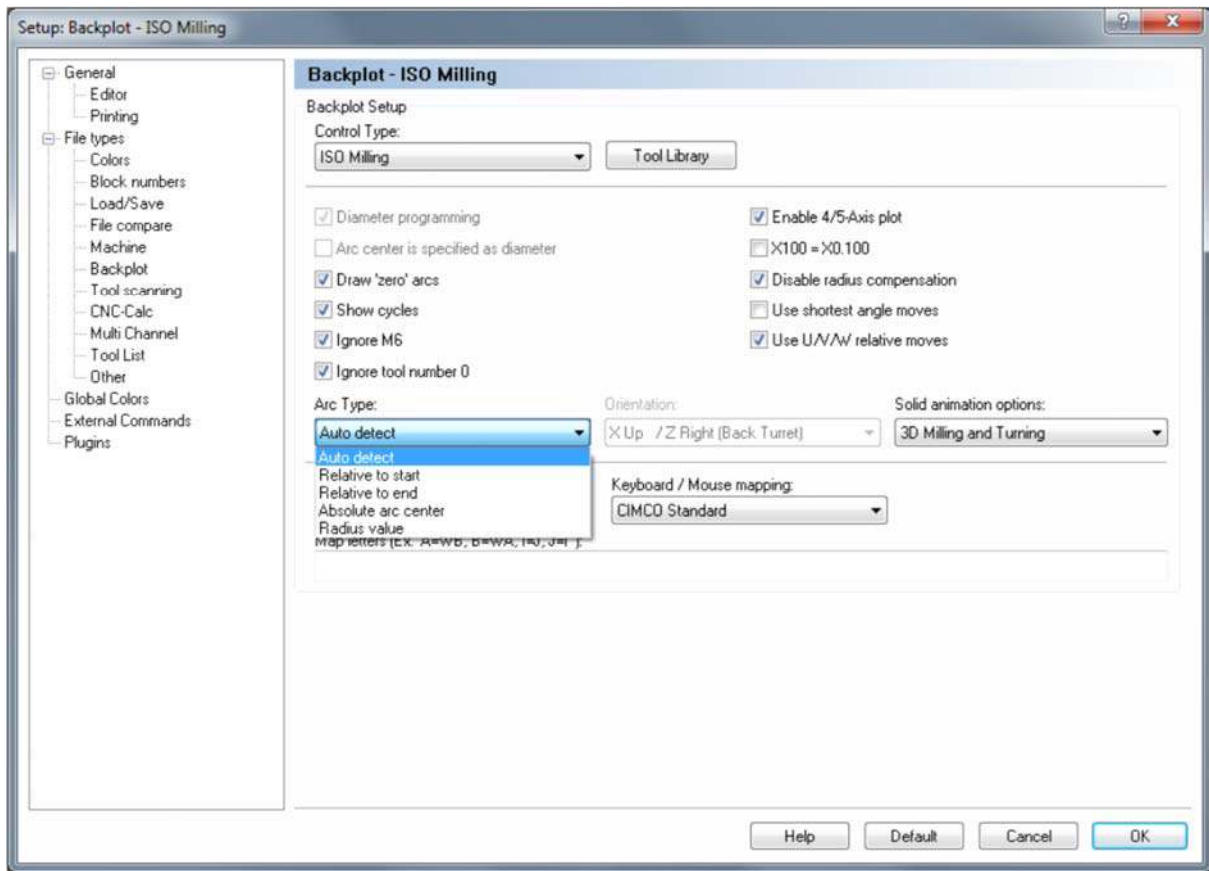 Setup: Backplot - ISO Milling
General
Editor
Printing
File types
Colors
Block numbers
Load/Save
File compare
Machine
Backplot
Tool scanning
CNC-Calc
Multi Channel
Tool List
Other
Global Colors
External Commands
Plugins
Backplot - ISO Milling
Backplot Setup
Control Type:
ISO Milling
Tool Library
Diameter programming
Enable 4/5-Axis plot
Arc center is specified as diameter
X100 = X0.100
Draw 'zero' arcs
Disable radius compensation
Show cycles
Use shortest angle moves
Ignore M6
Use U/V/W relative moves
Ignore tool number 0
Arc Type:
Orientation:
Solid animation options:
Auto detect
X Up / Z Right (Back Turret)
3D Milling and Turning
Auto detect
Relative to start
Relative to end
Absolute arc center
Radius value
Keyboard / Mouse mapping:
CIMCO Standard
Map letters (Ex.
Help
Default
Cancel
OK